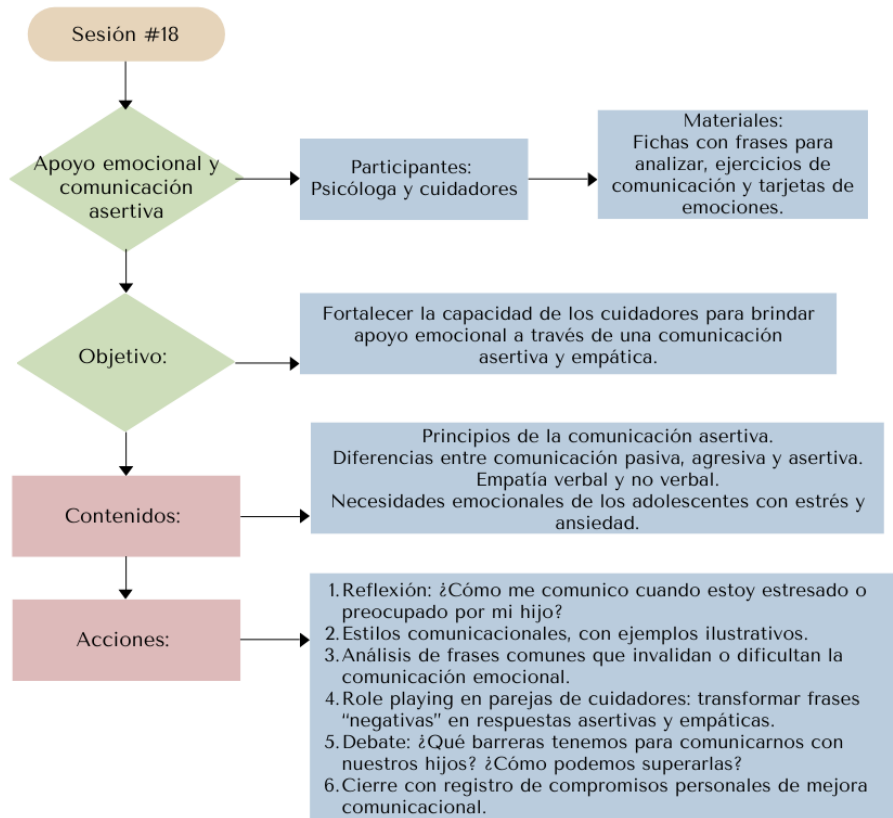 Sesión #18
Apoyo emocional y
comunicación
asertiva
Participantes:
Psicóloga y cuidadores
Materiales:
Fichas con frases para
analizar, ejercicios de
comunicación y tarjetas de
emociones.
Objetivo:
Fortalecer la capacidad de los cuidadores para brindar
apoyo emocional a través de una comunicación
asertiva y empática.
Contenidos:
Principios de la comunicación asertiva.
Diferencias entre comunicación pasiva, agresiva y asertiva.
Empatía verbal y no verbal.
Necesidades emocionales de los adolescentes con estrés y
ansiedad.
Acciones:
1. Reflexión: ¿Cómo me comunico cuando estoy estresado o
preocupado por mi hijo?
2. Estilos comunicacionales, con ejemplos ilustrativos.
3. Análisis de frases comunes que invalidan o dificultan la
comunicación emocional.
4. Role playing en parejas de cuidadores: transformar frases
"negativas" en respuestas asertivas y empáticas.
5. Debate: ¿Qué barreras tenemos para comunicarnos con
nuestros hijos? ¿Cómo podemos superarlas?
6. Cierre con registro de compromisos personales de mejora
comunicacional.